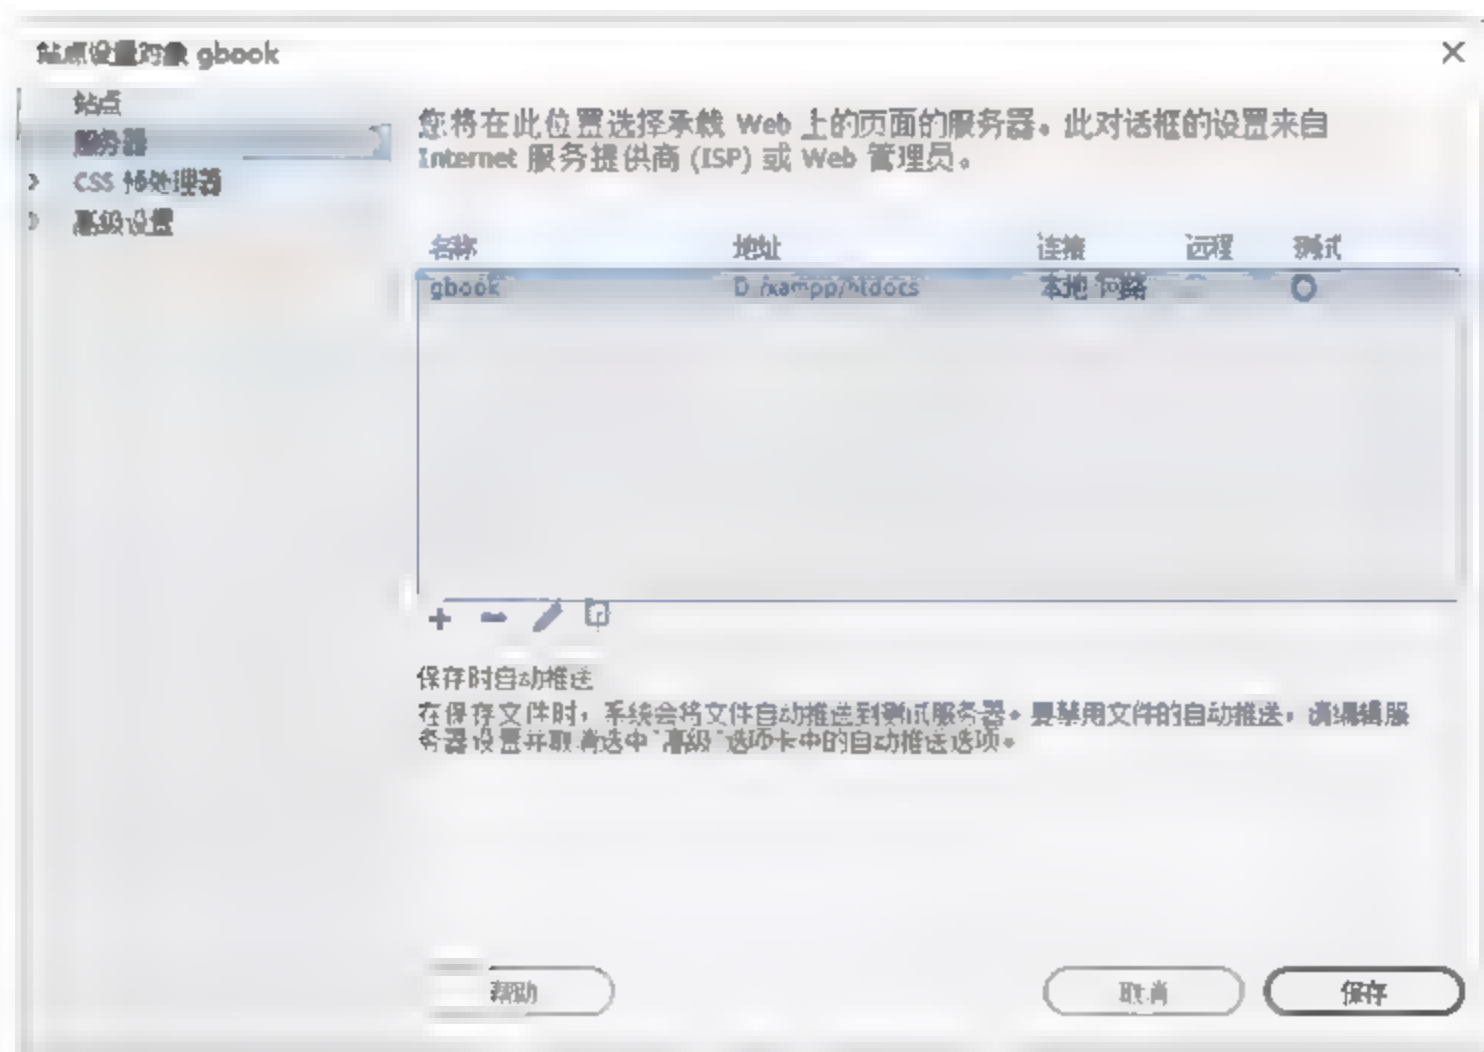 站点设置对象 gbook
站点
服务器
CSS 预处理器
高级设置
您将在此位置选择承载 Web 上的页面的服务器。此对话框的设置来自
Internet 服务提供商 (ISP) 或 Web 管理员。
名称 地址 连接 远程 测试
gbook D:/xampp/htdocs 本地/网络
保存时自动推送
在保存文件时，系统会将文件自动推送到测试服务器。要禁用文件的自动推送，请编辑服
务器设置并取消选中"高级"选项卡中的自动推送选项。
帮助 取消 保存